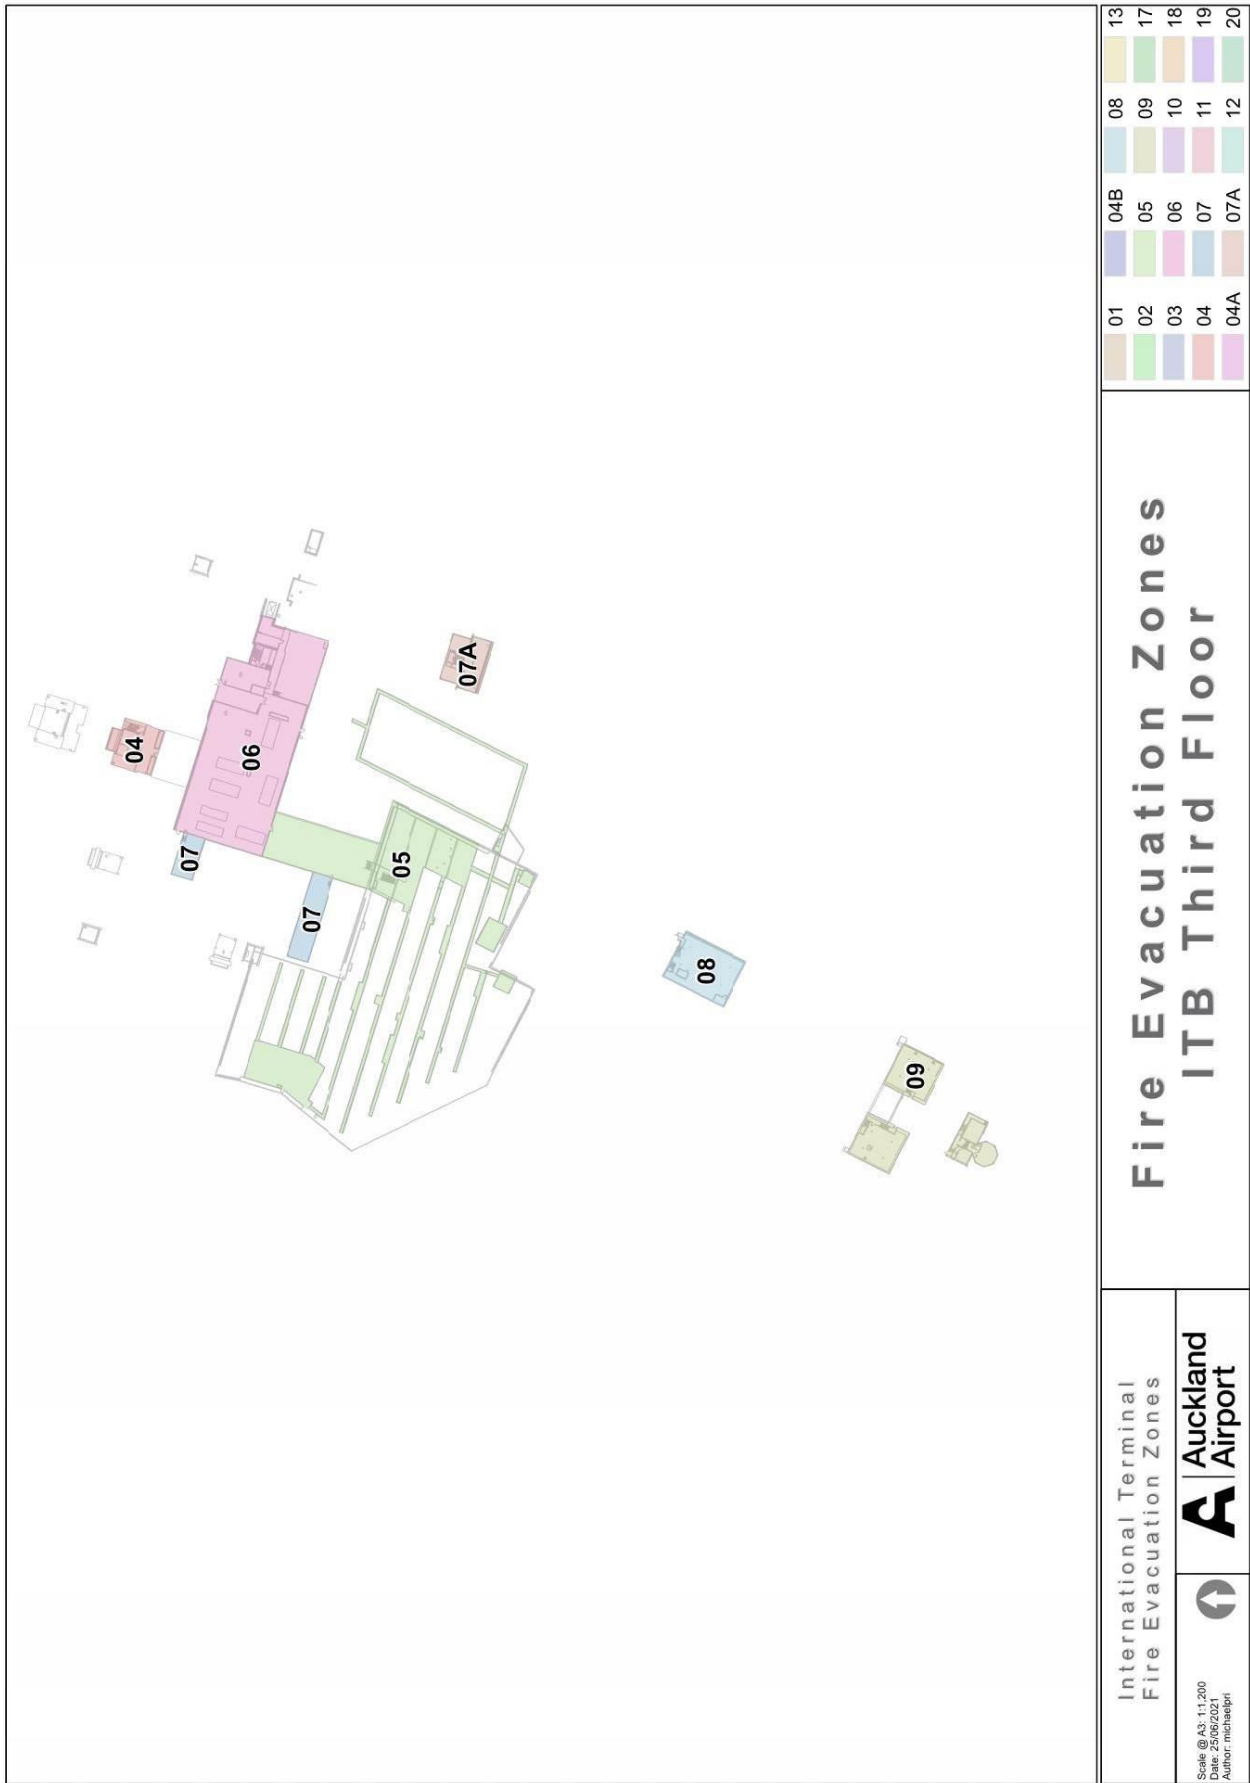 04
07
06
07
05
07A
08
09
01
02
03
04
04A
04B
05
06
07
07A
08
09
10
11
12
13
17
18
19
20
Fire Evacuation Zones
ITB Third Floor
International Terminal
Fire Evacuation Zones
A Auckland
Airport
Scale @ A3: 1:1,200
Date: 25/06/2021
Author: michaelpri